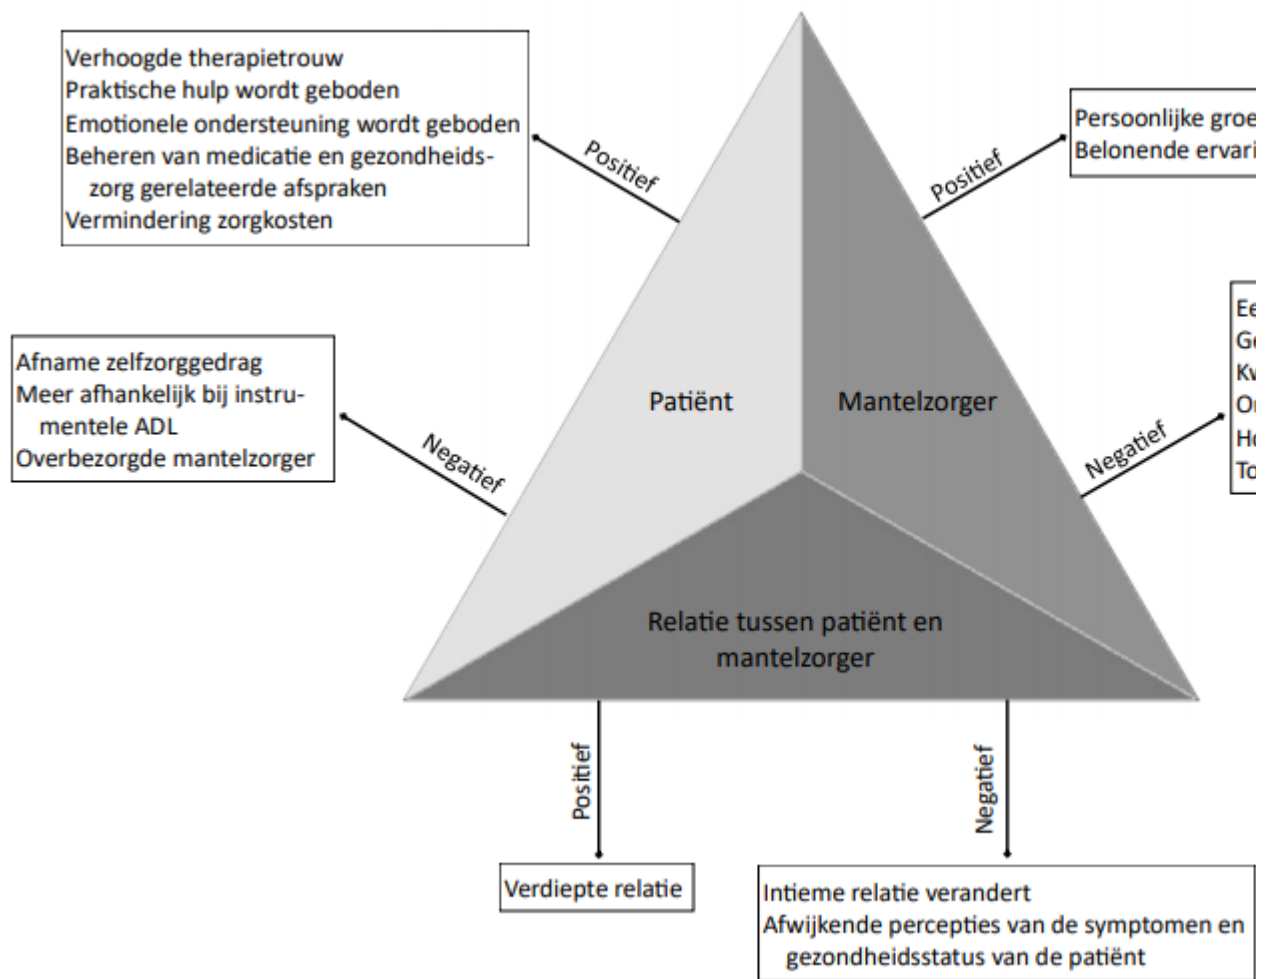 Verhoogde therapietrouw
Praktische hulp wordt geboden
Emotionele ondersteuning wordt geboden
Beheren van medicatie en gezondheids-
zorg gerelateerde afspraken
Vermindering zorgkosten
Positief
Positief
Persoonlijke
Belonende
Afname zelfzorggedrag
Meer afhankelijk bij instru-
mentele ADL
Overbezorgde mantelzorger
Negatief
Patiënt
Mantelzorger
Negatief
Relatie tussen patiënt en
mantelzorger
Positief
Negatief
Verdiepte relatie
Intieme relatie verandert
Afwijkende percepties van de symptomen en
gezondheidsstatus van de patiënt